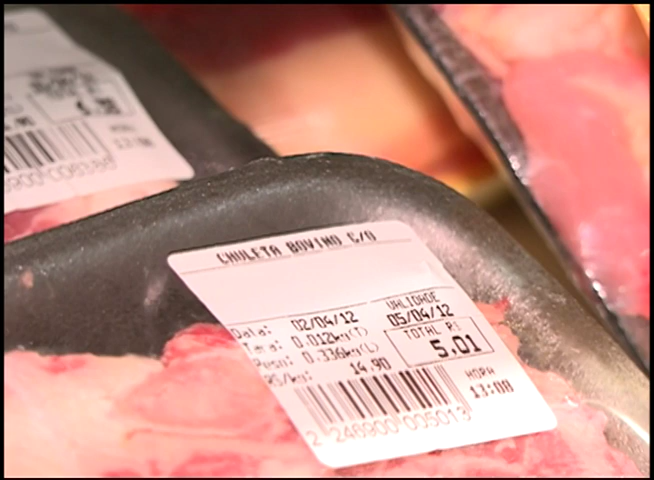 CHULETA BOVINO C/O
Data: 02/04/12 VALIDADE
Tara: 0.012kg(T) 05/04/12
Peso: 0.336kg(L) TOTAL R$
R$/kg: 14.90 5.01
HORA
13:08
2 246900 005013